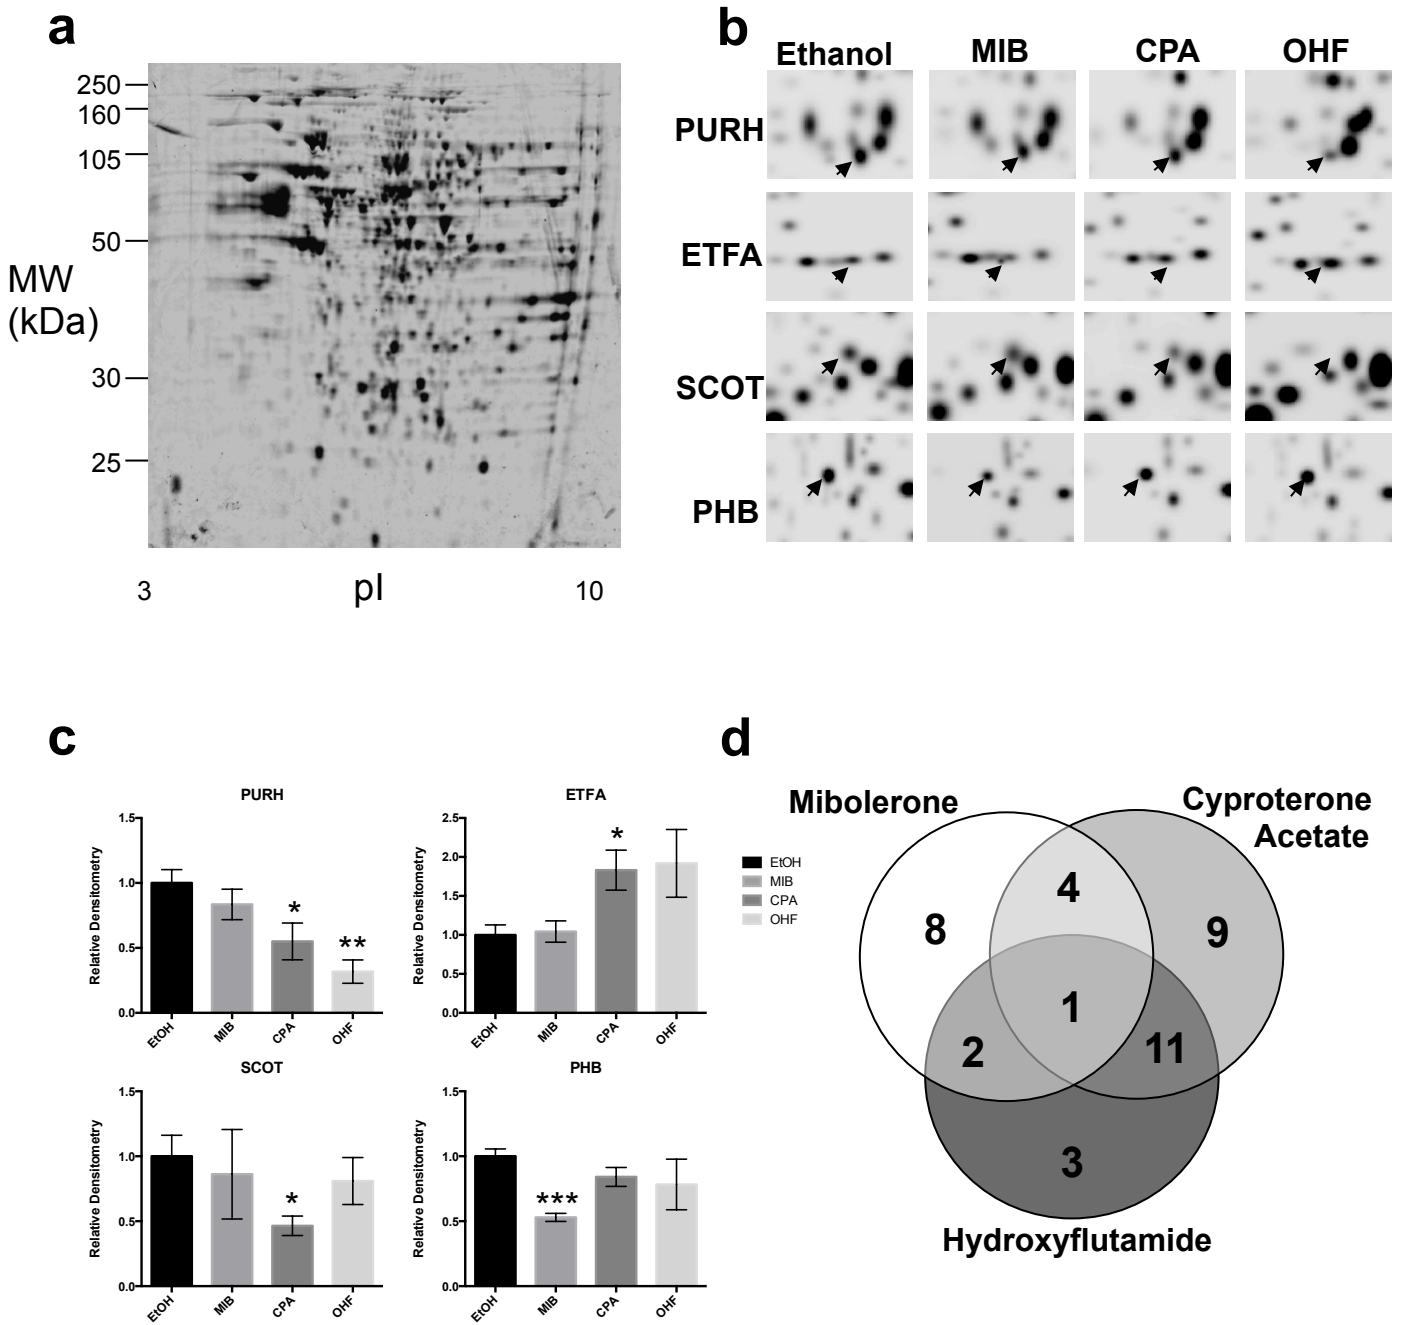 a
250
160
105
50
MW
(kDa)
30
25
3
pI
10
b
Ethanol
MIB
CPA
OHF
PURH
ETFA
SCOT
PHB
c
PURH
Relative Densitometry
1.5
1.0
0.5
0.0
*
**
EtOH
MIB
CPA
OHF
ETFA
Relative Densitometry
2.5
2.0
1.5
1.0
0.5
0.0
*
EtOH
MIB
CPA
OHF
EtOH
MIB
CPA
OHF
SCOT
Relative Densitometry
1.5
1.0
0.5
0.0
*
EtOH
MIB
CPA
OHF
PHB
Relative Densitometry
1.5
1.0
0.5
0.0
***
EtOH
MIB
CPA
OHF
d
Mibolerone
Cyproterone
Acetate
4
8
9
1
2
11
3
Hydroxyflutamide